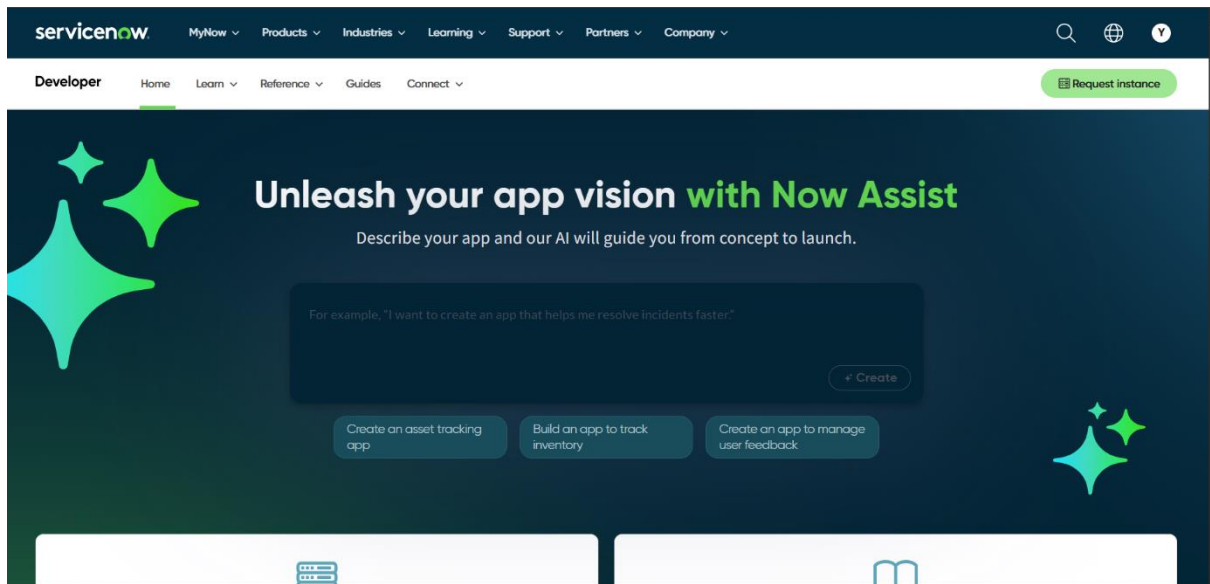 servicenow. MyNow Products Industries Learning Support Partners Company Y
Developer Home Learn Reference Guides Connect Request instance
Unleash your app vision with Now Assist
Describe your app and our AI will guide you from concept to launch.
For example, "I want to create an app that helps me resolve incidents faster."
Create
Create an asset tracking
app
Build an app to track
inventory
Create an app to manage
user feedback